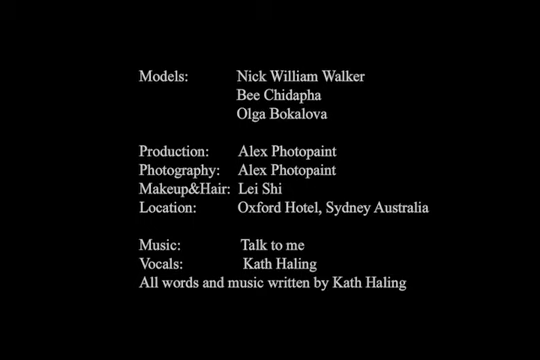 Models: Nick William Walker
Bee Chidapha
Olga Bokalova
Production: Alex Photopaint
Photography: Alex Photopaint
Makeup&Hair: Lei Shi
Location: Oxford Hotel, Sydney Australia
Music: Talk to me
Vocals: Kath Haling
All words and music written by Kath Haling